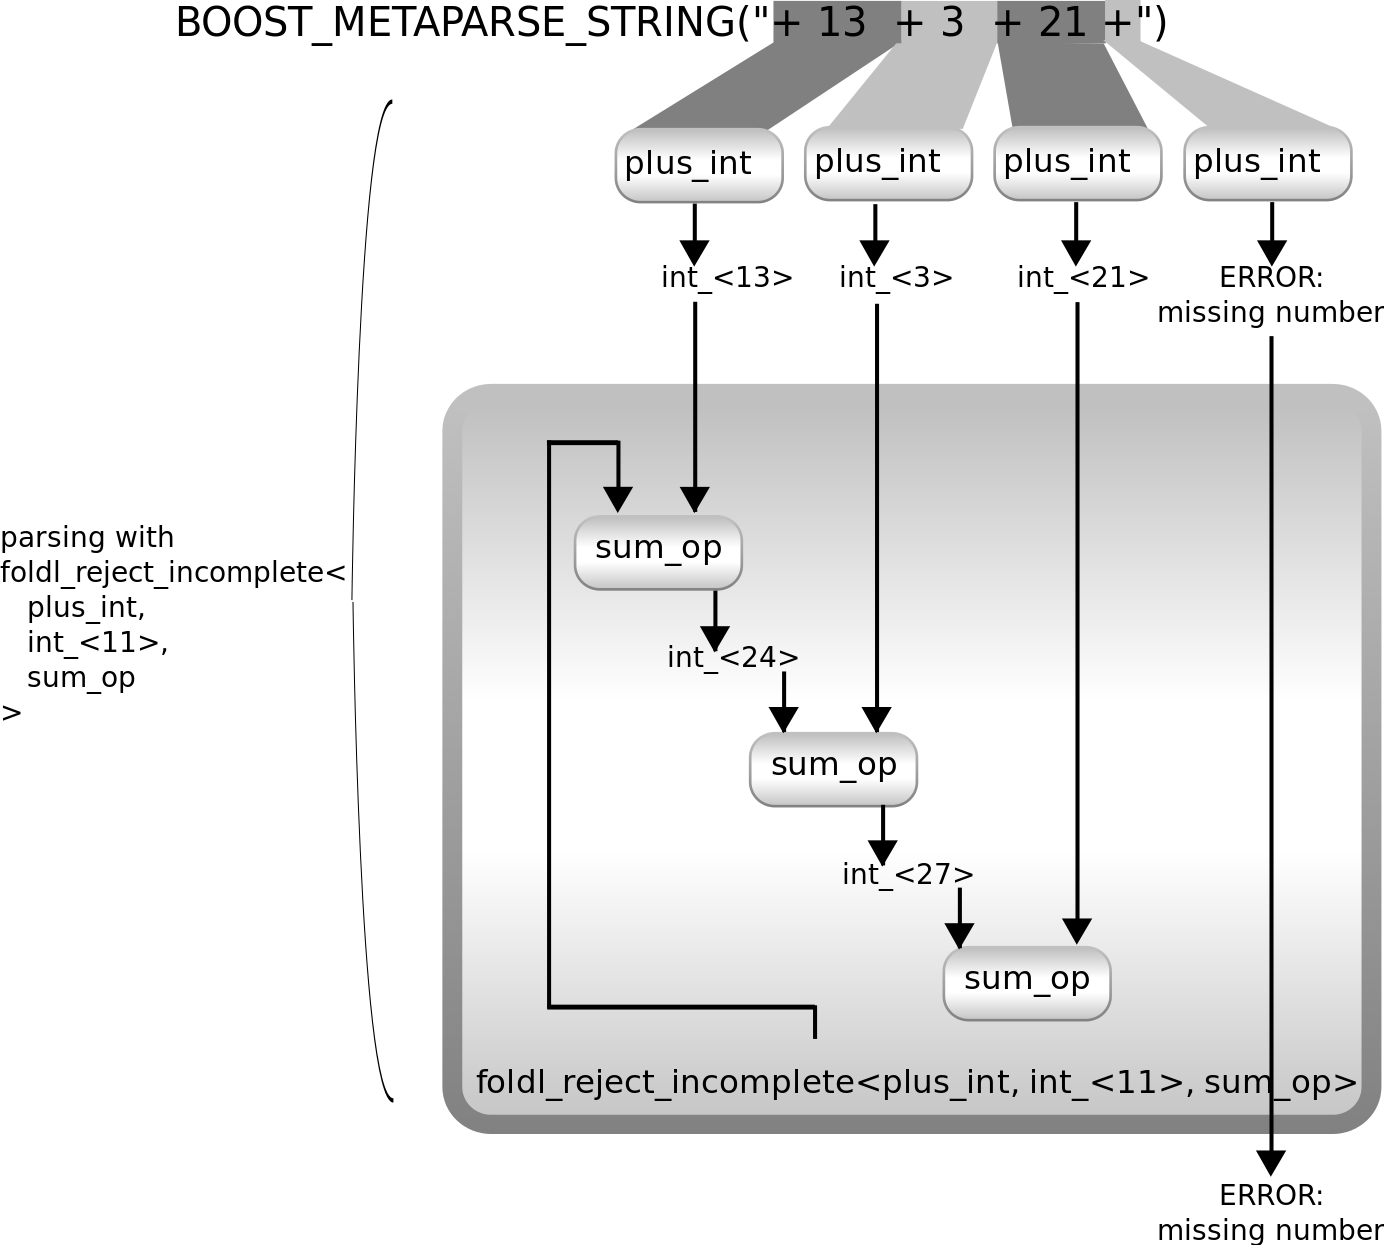 BOOST_METAPARSE_STRING("+ 13  + 3  + 21 +")
plus_int plus_int plus_int plus_int
int_<13> int_<3> int_<21> ERROR:
missing number
parsing with
foldl_reject_incomplete<
plus_int,
int_<11>,
sum_op
>
sum_op
int_<24>
sum_op
int_<27>
sum_op
foldl_reject_incomplete<plus_int, int_<11>, sum_op>
ERROR:
missing number